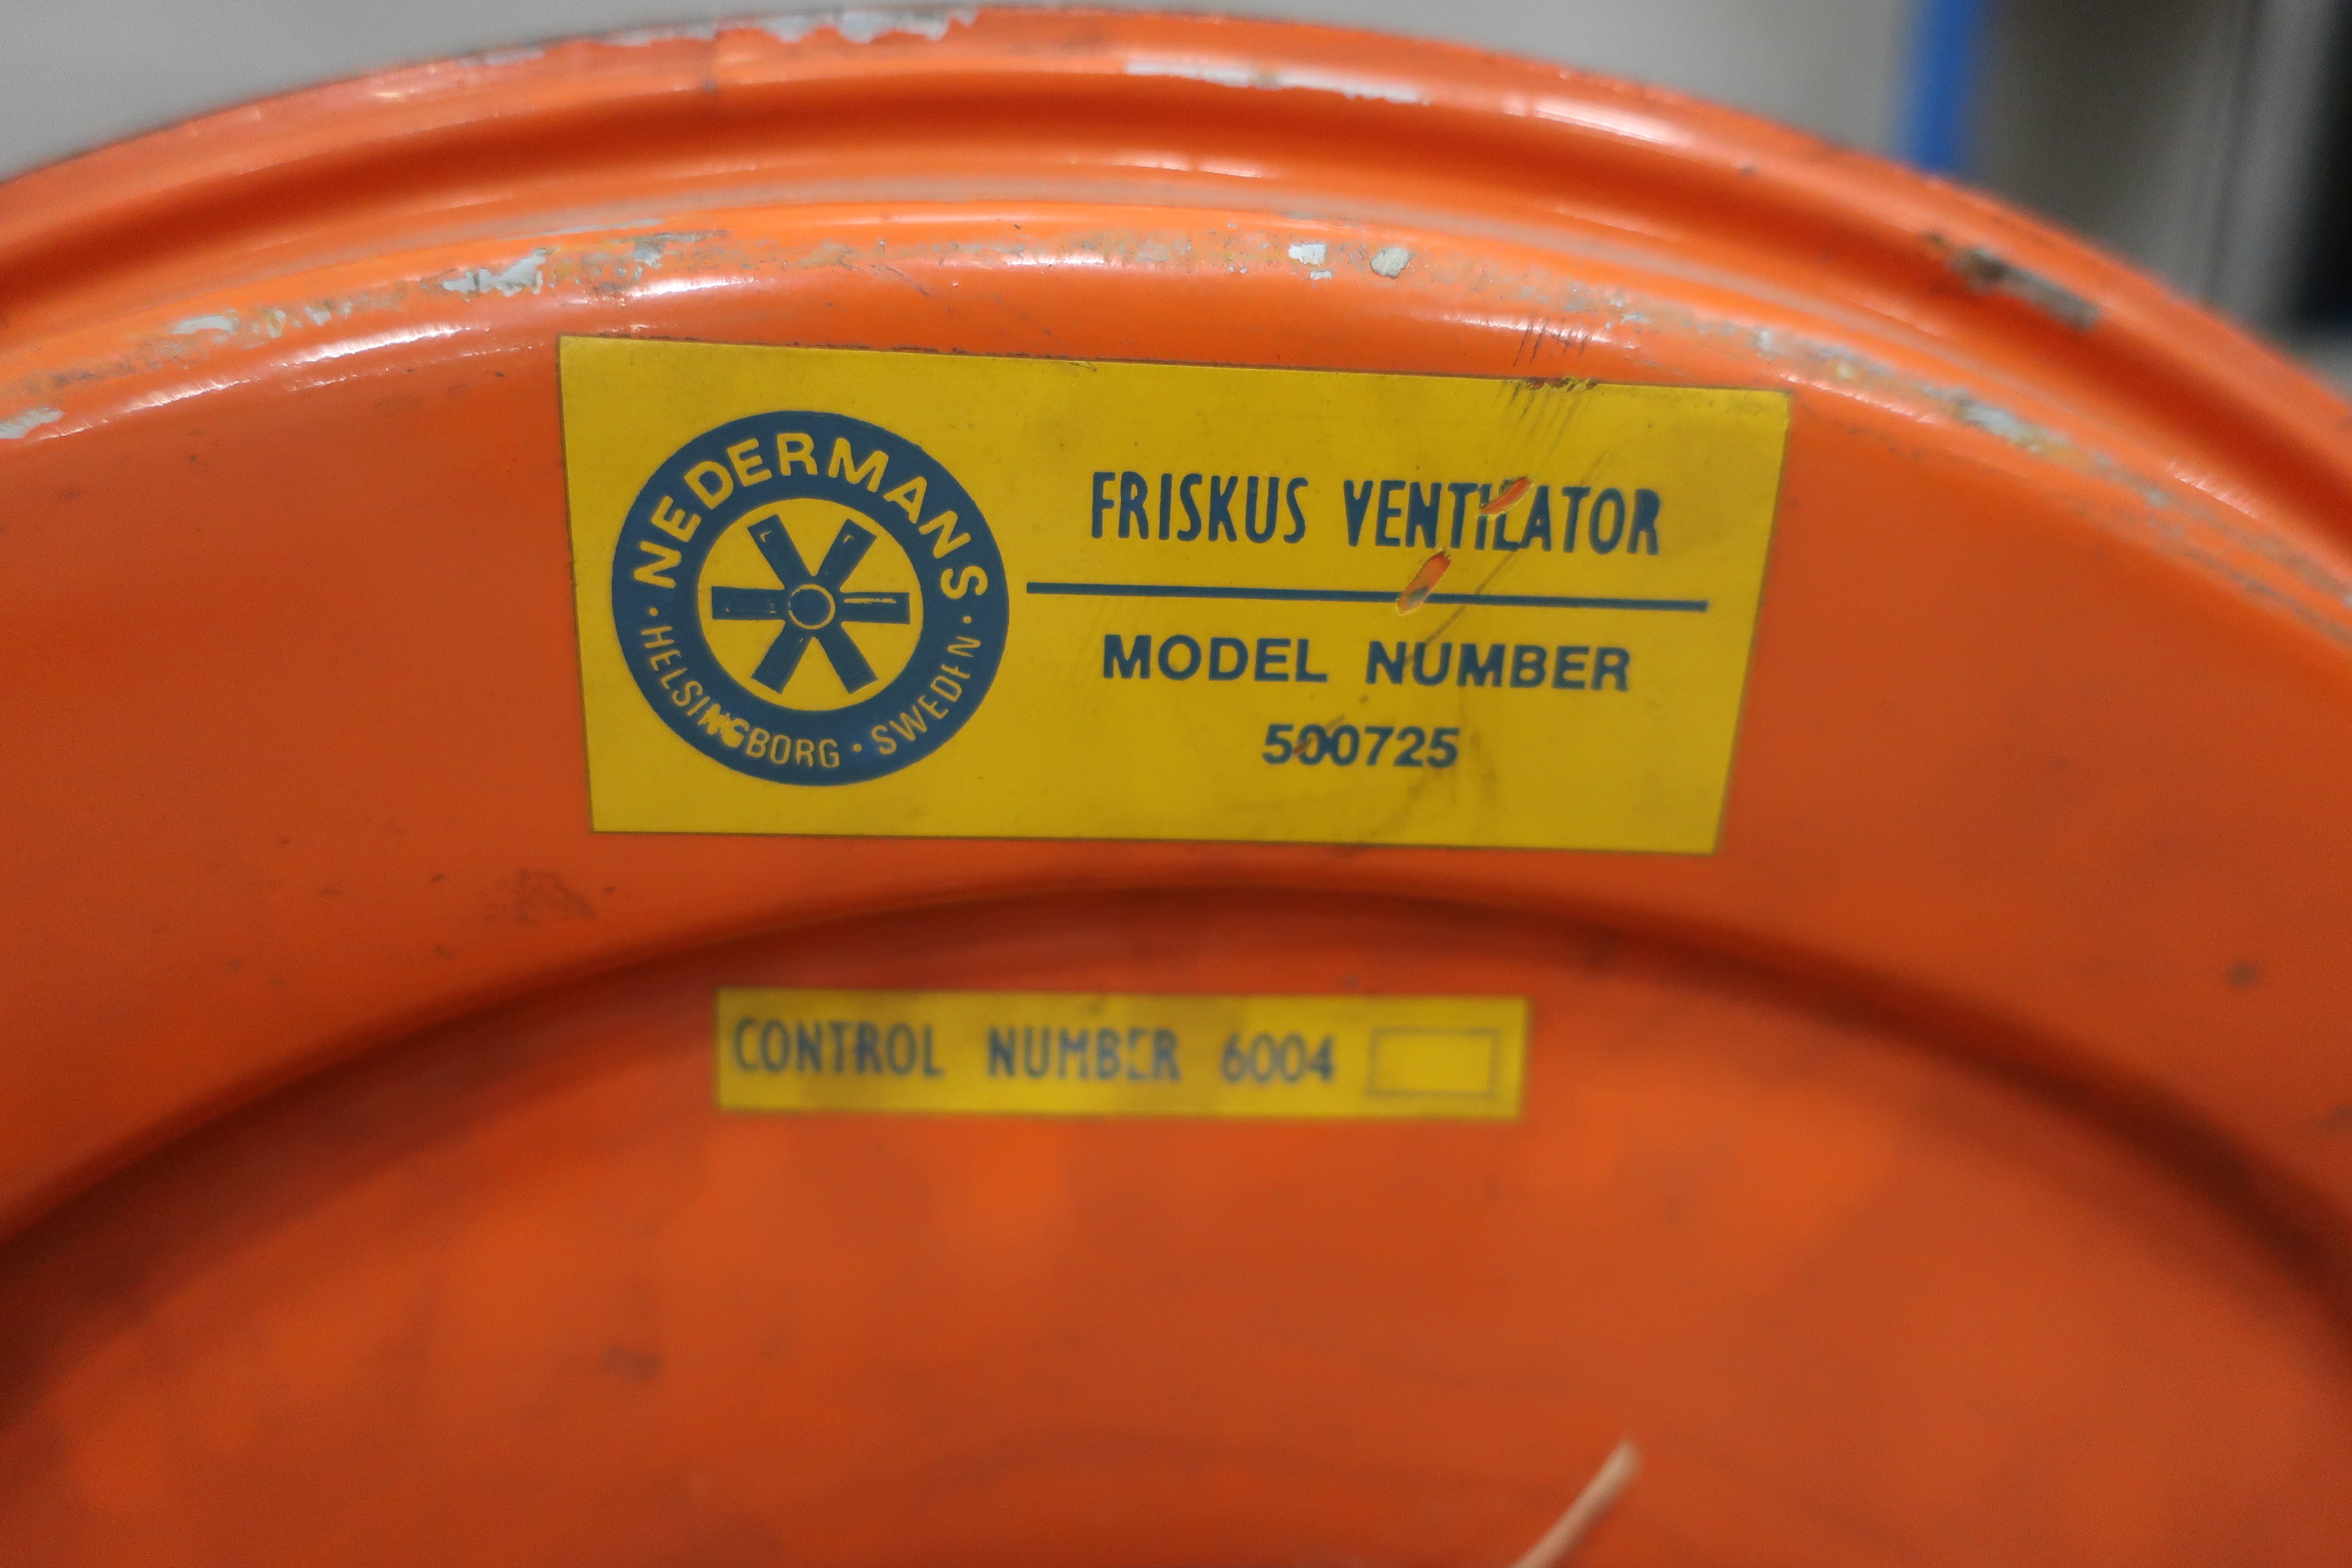 NEDERMANS
· HELSINGBORG · SWEDEN ·
FRISKUS VENTILATOR
MODEL NUMBER
500725
CONTROL NUMBER 6004